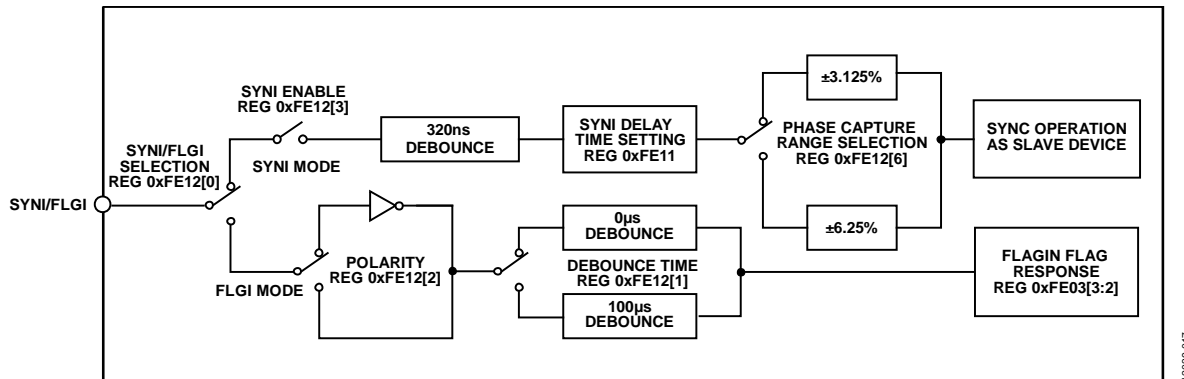 SYNI/FLGI
SYNI/FLGI
SELECTION
REG 0xFE12[0]
SYNI ENABLE
REG 0xFE12[3]
SYNI MODE
320ns
DEBOUNCE
SYNI DELAY
TIME SETTING
REG 0xFE11
±3.125%
PHASE CAPTURE
RANGE SELECTION
REG 0xFE12[6]
±6.25%
SYNC OPERATION
AS SLAVE DEVICE
FLGI MODE
POLARITY
REG 0xFE12[2]
0µs
DEBOUNCE
DEBOUNCE TIME
REG 0xFE12[1]
100µs
DEBOUNCE
FLAGIN FLAG
RESPONSE
REG 0xFE03[3:2]